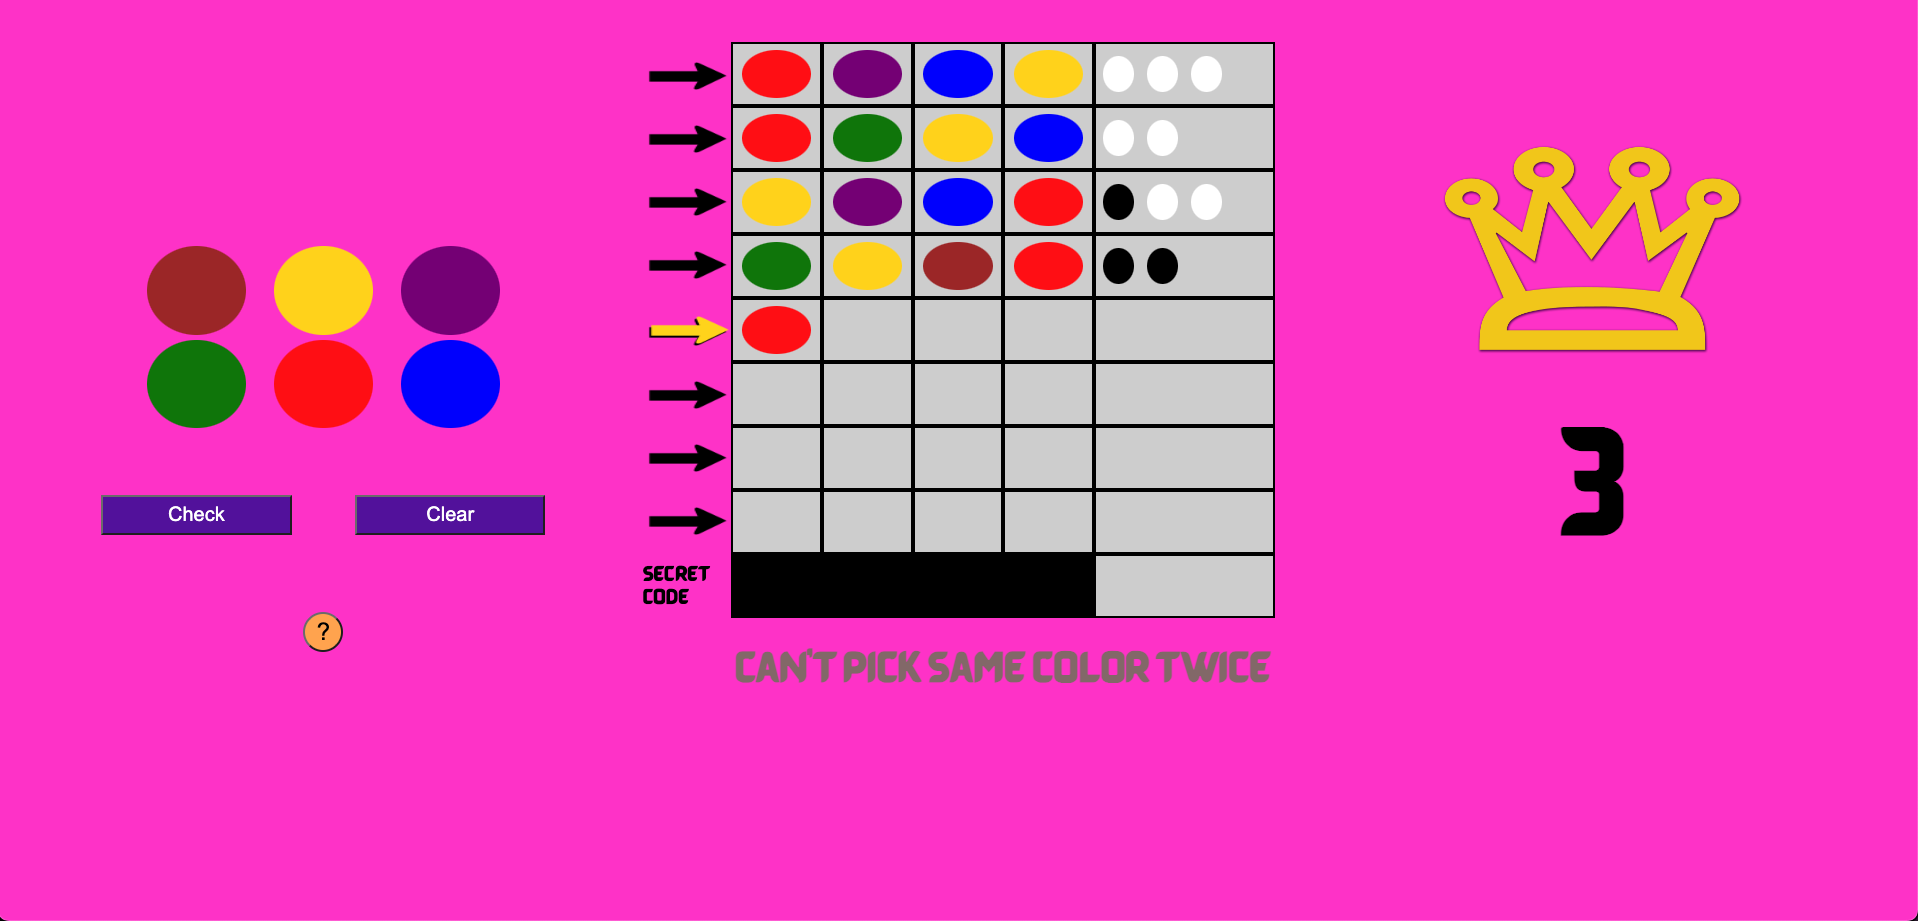 3
Check
Clear
SECRET
CODE
?
CAN'T PICK SAME COLOR TWICE